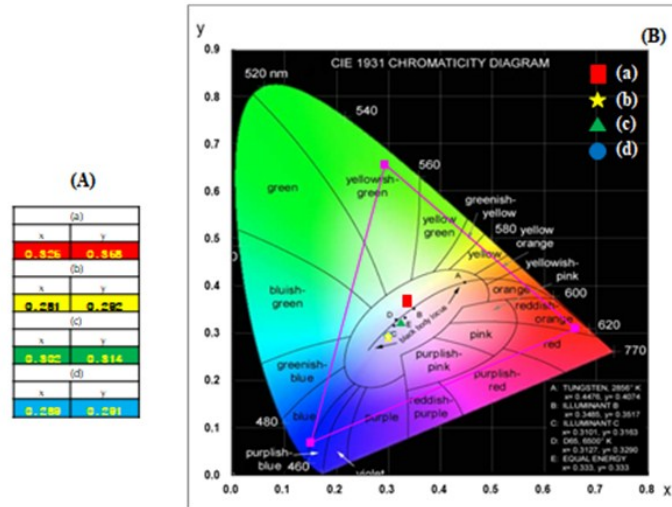 (A)
(a)
x y
0.325 0.368
(b)
x y
0.281 0.292
(c)
x y
0.302 0.314
(d)
x y
0.289 0.291
y
(B)
CIE 1931 CHROMATICITY DIAGRAM
(a)
(b)
(c)
(d)
0.9
0.8
0.7
0.6
0.5
0.4
0.3
0.2
0.1
0.0
520 nm
540
560
580
600
620
770
480
460
0
green
yellowish-
green
yellow
green
greenish-
yellow
yellow
yellow
orange
yellowish-
pink
orange
reddish-
orange
red
bluish-
green
greenish-
blue
blue
purplish-
blue
violet
purple
reddish-
purple
purplish-
red
purplish-
pink
pink
black body locus
A
B
C
D
E
A: TUNGSTEN, 2856° K
x= 0.4476, y= 0.4074
B: ILLUMINANT B
x= 0.3485, y= 0.3517
C: ILLUMINANT C
x= 0.3101, y= 0.3163
D: D65, 6500° K
x= 0.3127, y= 0.3290
E: EQUAL ENERGY
x= 0.333, y= 0.333
0.0 0.1 0.2 0.3 0.4 0.5 0.6 0.7 0.8
x